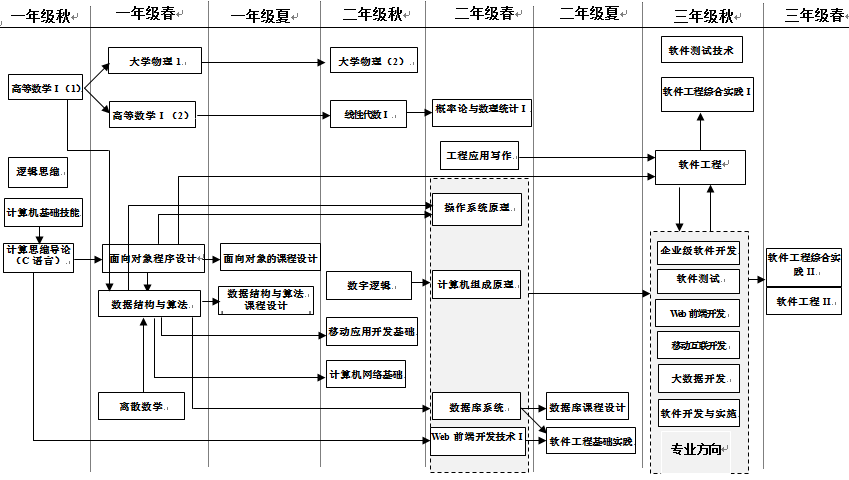 一年级秋
一年级春
一年级夏
二年级秋
二年级春
二年级夏
三年级秋
三年级春
高等数学 I（1）
逻辑思维
计算机基础技能
计算思维导论
（C 语言）
大学物理 1
高等数学 I（2）
面向对象程序设计
数据结构与算法
离散数学
面向对象的课程设计
数据结构与算法
课程设计
大学物理（2）
线性代数 I
数字逻辑
移动应用开发基础
计算机网络基础
概率论与数理统计 I
工程应用写作
操作系统原理
计算机组成原理
数据库系统
Web 前端开发技术 I
数据库课程设计
软件工程基础实践
软件测试技术
软件工程综合实践 I
软件工程
企业级软件开发
软件测试
Web 前端开发
移动互联开发
大数据开发
软件开发与实施
专业方向
软件工程综合实
践 II
软件工程 II